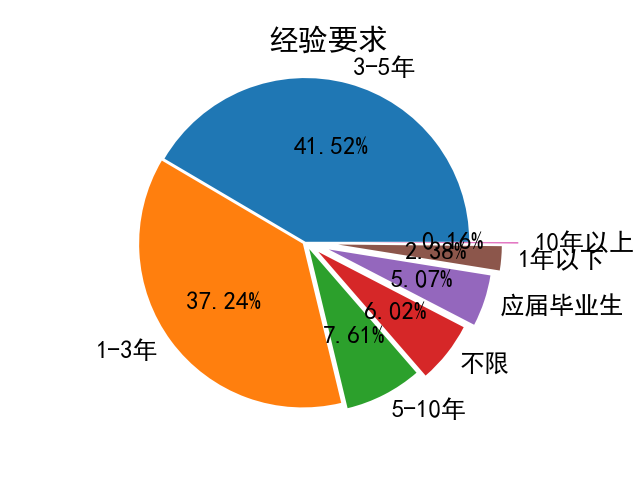 经验要求
3-5年
41.52%
0.16%
10年以上
2.38%
1年以下
5.07%
应届毕业生
37.24%
6.02%
7.61%
1-3年
不限
5-10年